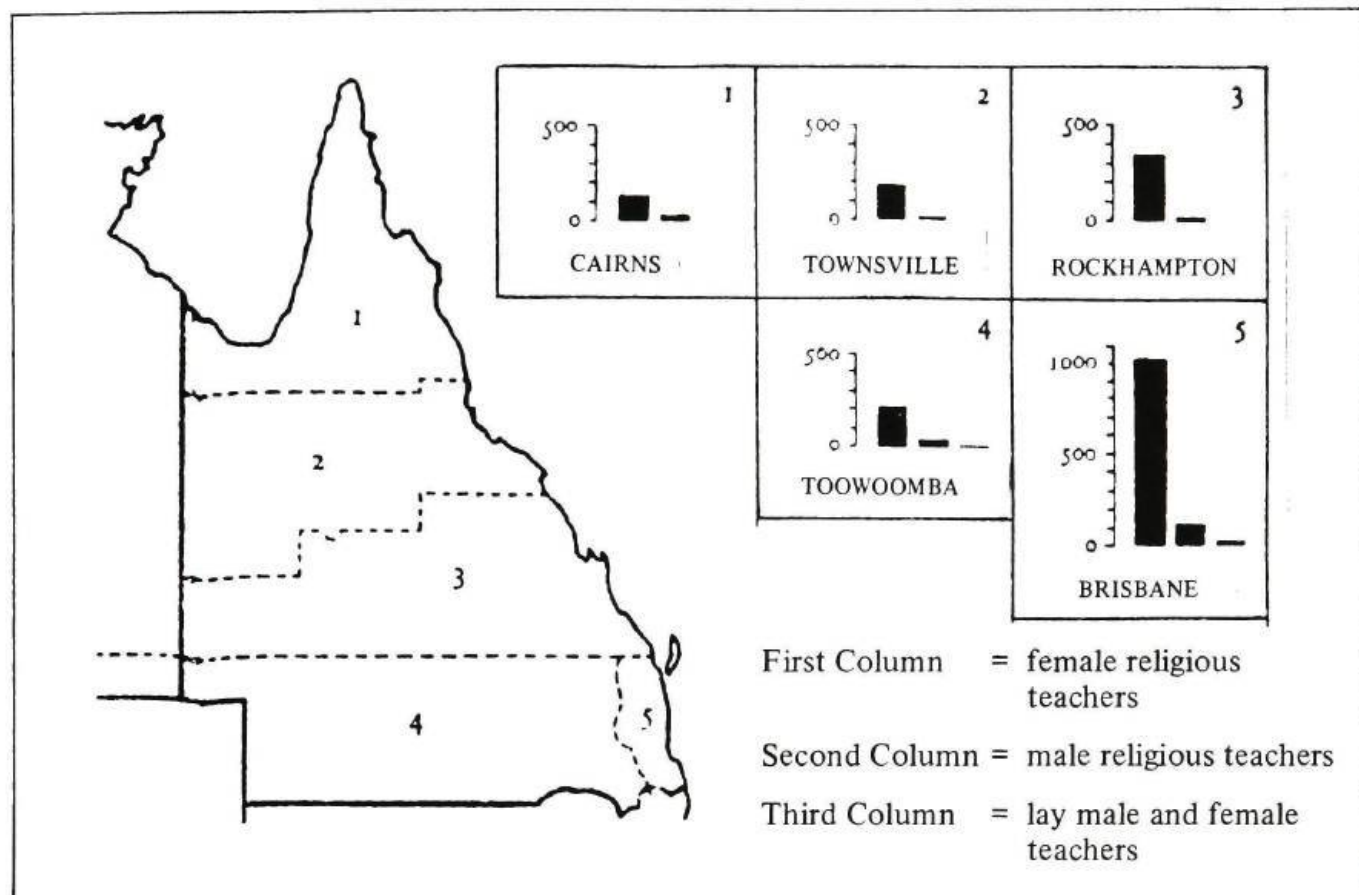 1
500
0
CAIRNS
2
500
0
TOWNSVILLE
3
500
0
ROCKHAMPTON
4
500
0
TOOWOOMBA
5
1000
500
0
BRISBANE
1
2
3
4
5
First Column = female religious
teachers
Second Column = male religious teachers
Third Column = lay male and female
teachers